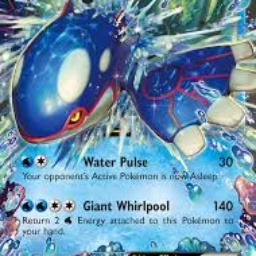 Water Pulse 30
Your opponent's Active Pokémon is now Asleep.
Giant Whirlpool 140
Return 2 Energy attached to this Pokémon to
your hand.